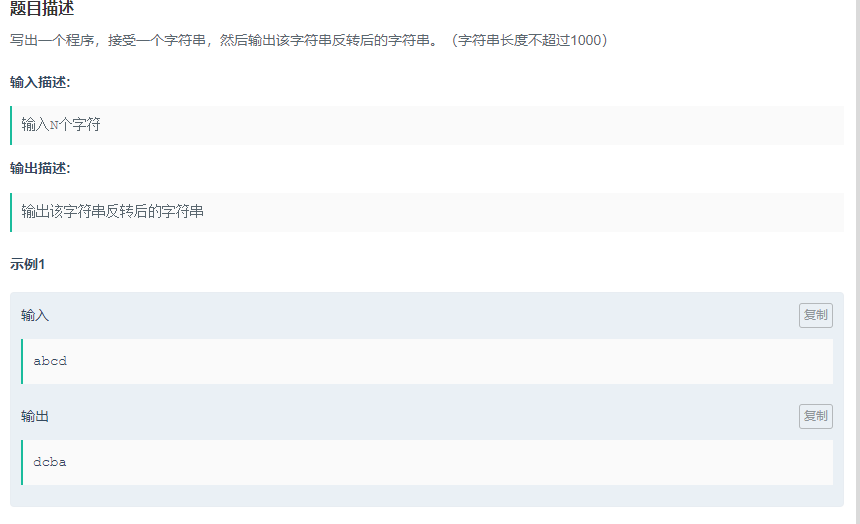 题目描述
写出一个程序，接受一个字符串，然后输出该字符串反转后的字符串。（字符串长度不超过1000）
输入描述:
输入N个字符
输出描述:
输出该字符串反转后的字符串
示例1
输入
复制
abcd
输出
复制
dcba